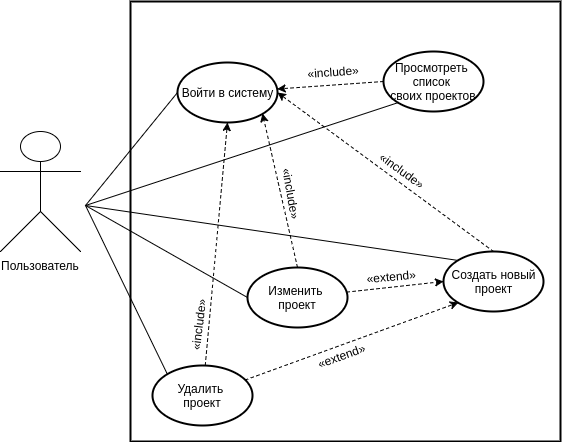 «include»
Просмотреть
список
своих проектов
Войти в систему
«include»
«include»
Пользователь
«extend»
Создать новый
проект
Изменить
проект
«include»
«extend»
Удалить
проект